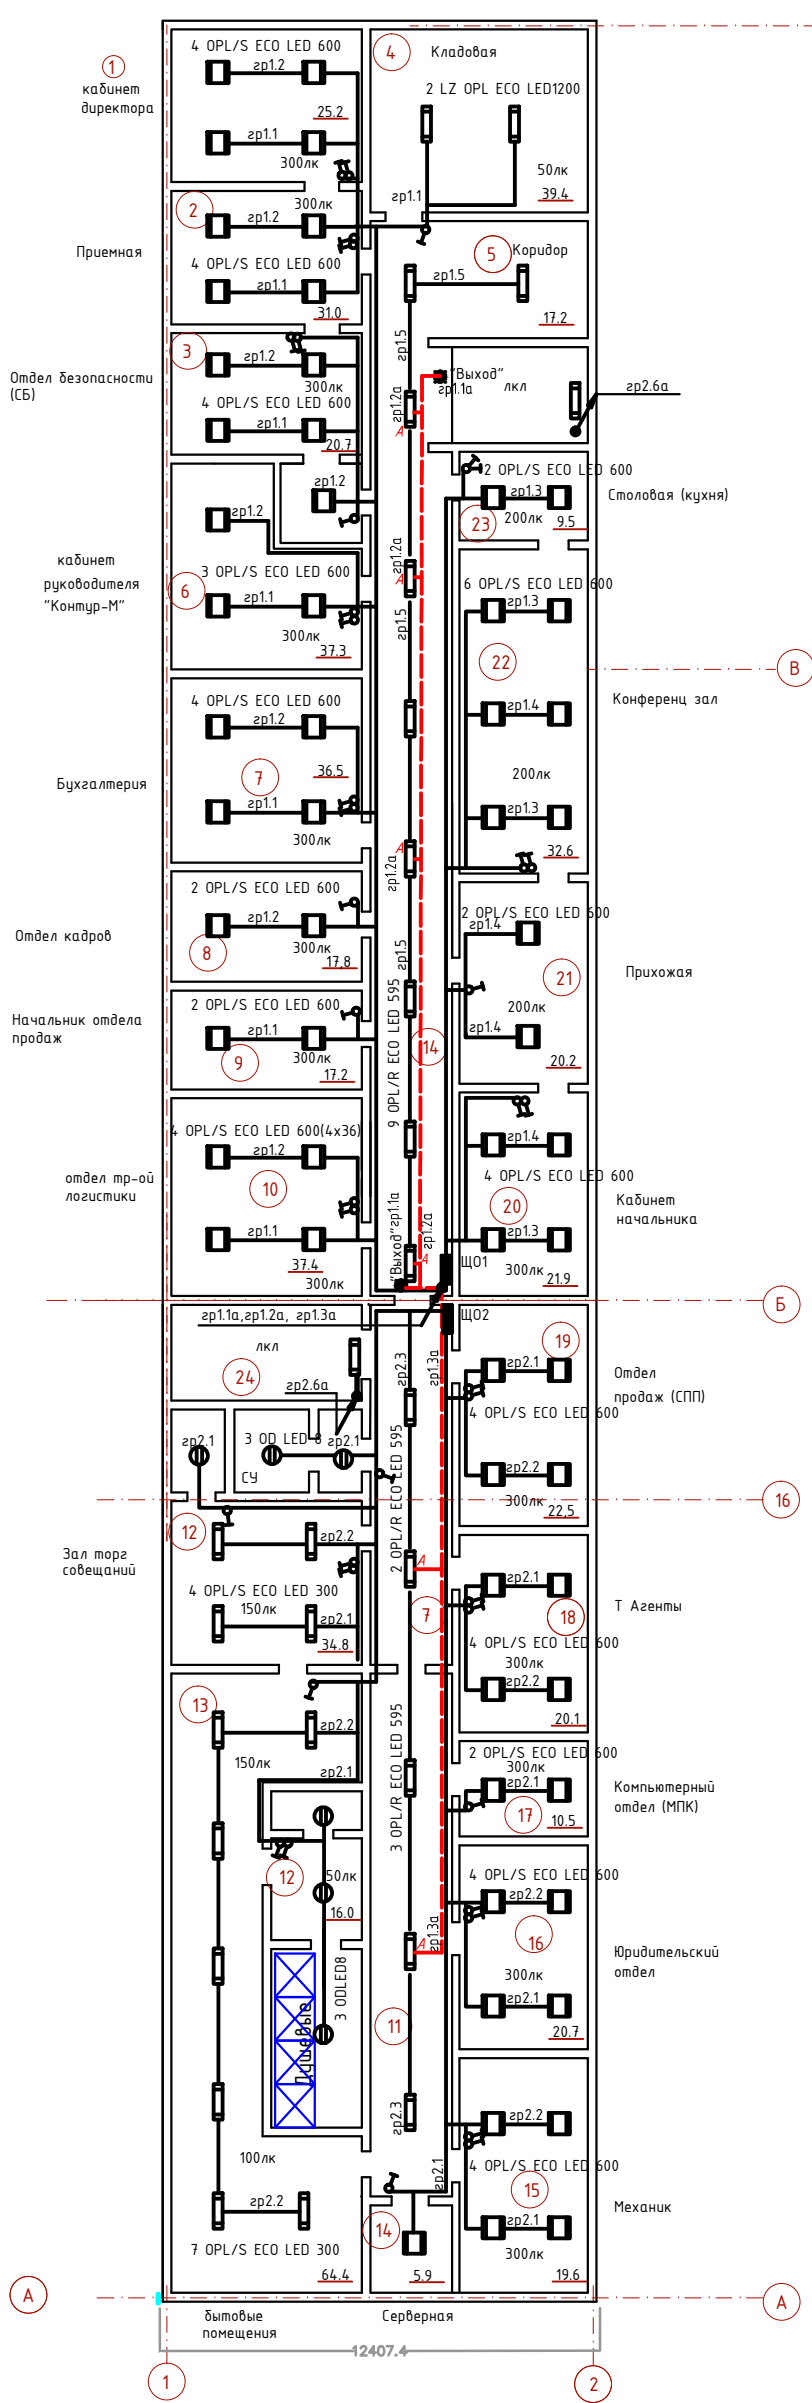 1
кабинет
директора
4 OPL/S ECO LED 600
гр1.2
25.2
гр1.1
300лк
4
Кладовая
2 LZ OPL ECO LED1200
50лк
гр1.1
39.4
2
300лк
гр1.2
Приемная
4 OPL/S ECO LED 600
гр1.1
31.0
5
Коридор
гр1.5
17.2
гр1.5
3
гр1.2
300лк
Отдел безопасности
(СБ)
4 OPL/S ECO LED 600
гр1.1
20.7
"Выход"
гр1.1а
гр1.2а
А
лкл
гр2.6а
гр1.2
гр1.2
2 OPL/S ECO LED 600
гр1.3
Столовая (кухня)
23
200лк
9.5
кабинет
руководителя
"Контур-М"
3 OPL/S ECO LED 600
6
гр1.1
300лк
37.3
гр1.2а
А
гр1.5
6 OPL/S ECO LED 600
гр1.3
22
В
Конференц зал
гр1.4
200лк
гр1.3
32.6
4 OPL/S ECO LED 600
гр1.2
36.5
7
Бухгалтерия
гр1.1
300лк
А
гр1.2а
2 OPL/S ECO LED 600
гр1.2
Отдел кадров
300лк
8
17,8
гр1.5
2 OPL/S ECO LED 600
гр1.4
21
Прихожая
200лк
гр1.4
20.2
Начальник отдела
продаж
2 OPL/S ECO LED 600
гр1.1
300лк
9
17.2
9 OPL/R ECO LED 595
14
4 OPL/S ECO LED 600(4х36)
гр1.2
отдел тр-ой
логистики
10
гр1.1
37.4
300лк
гр1.4
4 OPL/S ECO LED 600
20
Кабинет
начальника
гр1.3
300лк
21.9
"Выход"гр1.1а
гр1.2а
А
ЩО1
Б
гр1.1а,гр1.2а, гр1.3а
ЩО2
лкл
24
гр2.6а
гр2.3
гр1.3а
19
гр2.1
Отдел
продаж (СПП)
4 OPL/S ECO LED 600
гр2.2
300лк
22,5
гр2.1
3 OD LED 8
гр2.1
СУ
2 OPL/R ECO LED 595
16
12
гр2.2
Зал торг
совещаний
4 OPL/S ECO LED 300
150лк
гр2.1
34.8
А
7
гр2.1
18
Т Агенты
4 OPL/S ECO LED 600
300лк
гр2.2
20.1
13
гр2.2
150лк
гр2.1
3 OPL/R ECO LED 595
2 OPL/S ECO LED 600
300лк
гр2.1
Компьютерный
отдел (МПК)
17
10.5
12
50лк
16.0
3 ODLED8
Душевые
4 OPL/S ECO LED 600
гр2.2
16
Юридительский
отдел
300лк
гр2.1
20.7
А
гр1.3а
11
гр2.3
гр2.1
100лк
гр2.2
7 OPL/S ECO LED 300
64.4
14
5.9
гр2.2
4 OPL/S ECO LED 600
15
Механик
гр2.1
300лк
19.6
А
А
бытовые
помещения
Серверная
12407.4
1
2